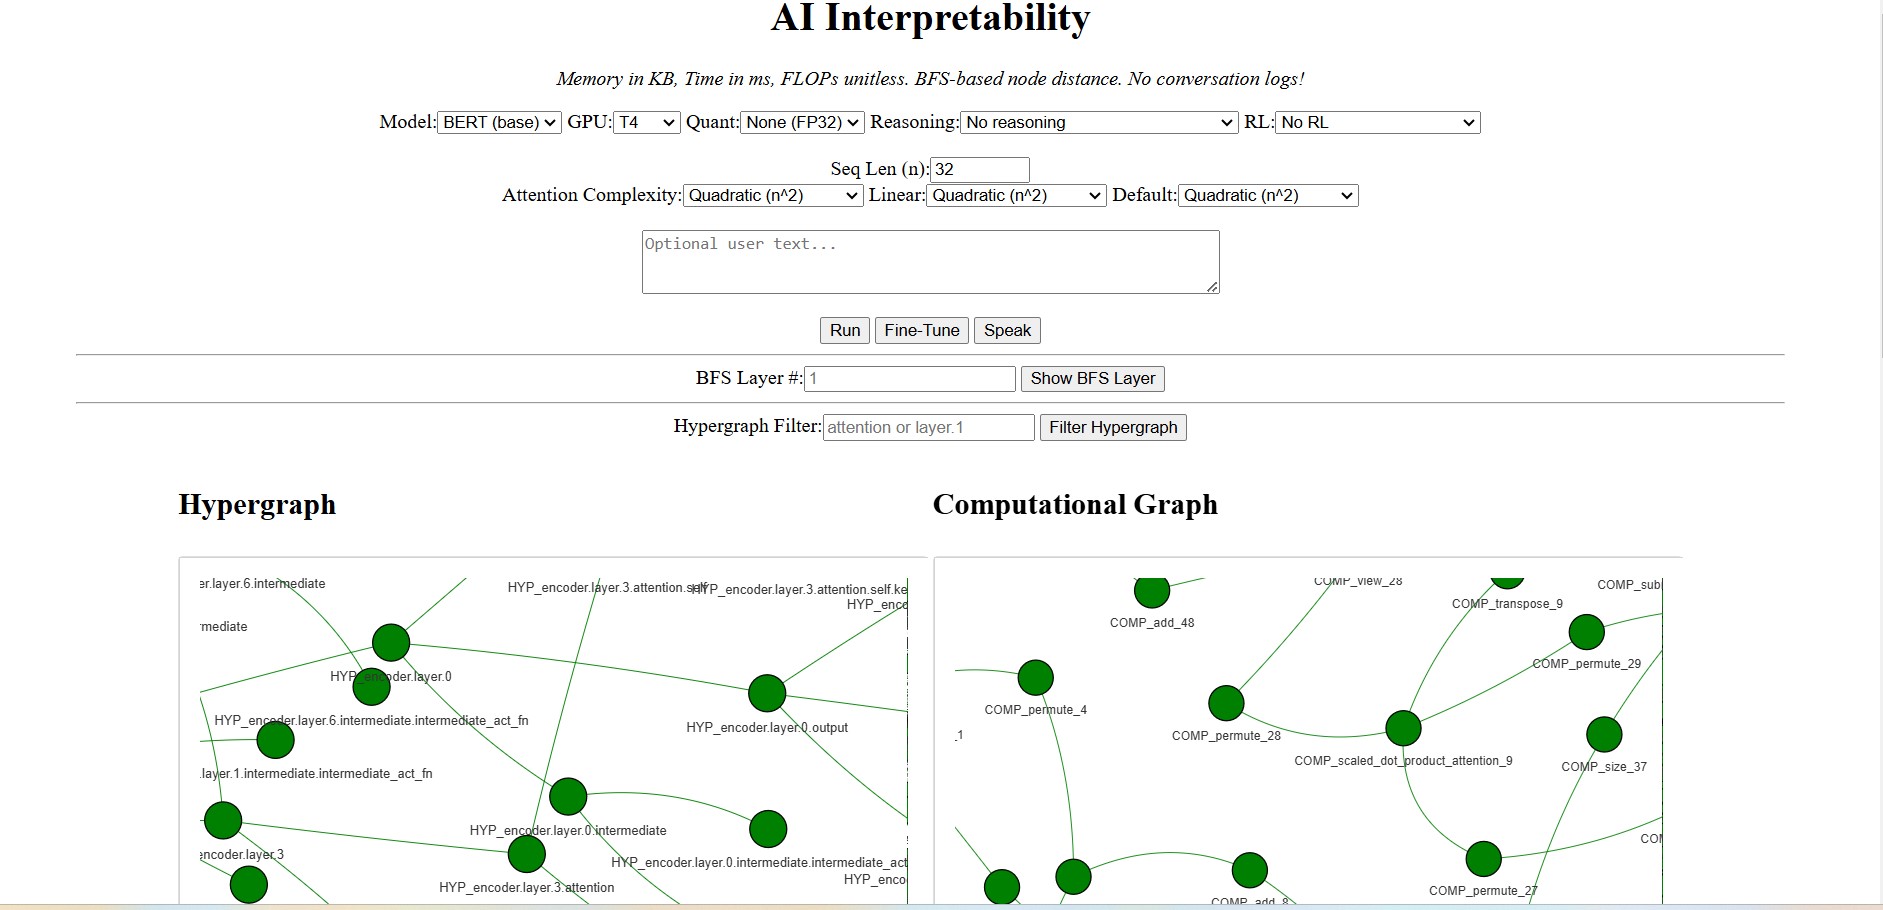 AI Interpretability
Memory in KB, Time in ms, FLOPs unitless. BFS-based node distance. No conversation logs!
Model: BERT (base) GPU: T4 Quant: None (FP32) Reasoning: No reasoning RL: No RL
Seq Len (n): 32
Attention Complexity: Quadratic (n^2) Linear: Quadratic (n^2) Default: Quadratic (n^2)
Optional user text...
Run Fine-Tune Speak
BFS Layer #: 1 Show BFS Layer
Hypergraph Filter: attention or layer.1 Filter Hypergraph
Hypergraph
er.layer.6.intermediate
HYP_encoder.layer.3.attention.self
HYP_encoder.layer.3.attention.self.ke
HYP_enco
rmediate
HYP_encoder.layer.0
HYP_encoder.layer.6.intermediate.intermediate_act_fn
HYP_encoder.layer.0.output
.layer.1.intermediate.intermediate_act_fn
HYP_encoder.layer.0.intermediate
encoder.layer.3
HYP_encoder.layer.0.intermediate.intermediate_act
HYP_enco
HYP_encoder.layer.3.attention
Computational Graph
COMP_view_28
COMP_sub
COMP_transpose_9
COMP_add_48
COMP_permute_29
COMP_permute_4
_1
COMP_permute_28
COMP_scaled_dot_product_attention_9
COMP_size_37
COM
COMP_permute_27
COMP_add_8